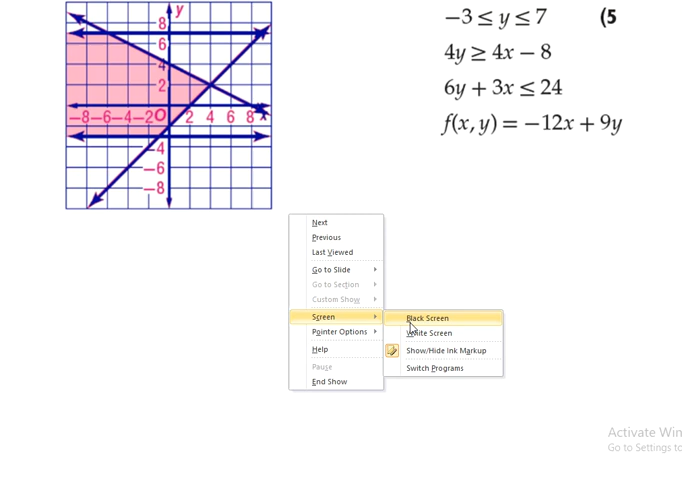 y
8
6
4
2
−8−6−4−2O 2 4 6 8 x
−4
−6
−8
−3 ≤ y ≤ 7 (5
4y ≥ 4x − 8
6y + 3x ≤ 24
f(x, y) = −12x + 9y
Next
Previous
Last Viewed
Go to Slide
Go to Section
Custom Show
Screen
Pointer Options
Help
Pause
End Show
Black Screen
White Screen
Show/Hide Ink Markup
Switch Programs
Activate Win
Go to Settings tc